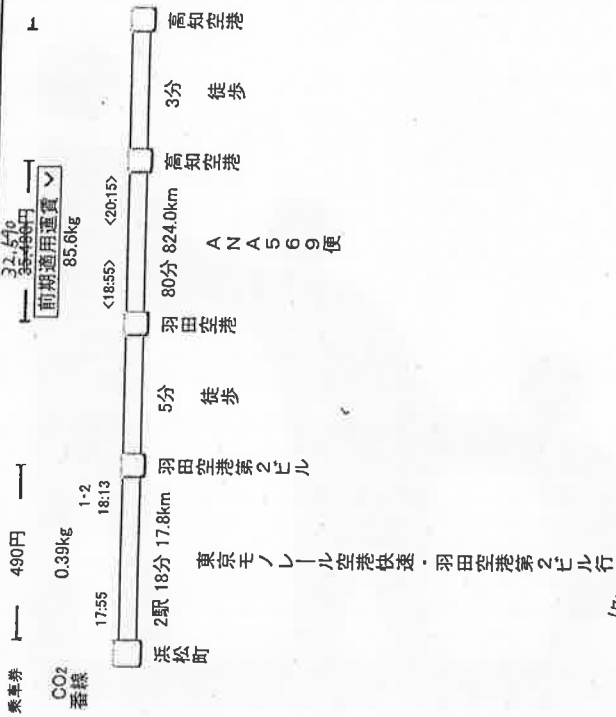 1
乗車券 490円 32,590
35,490円
前期適用運賃
CO2 0.39kg 85.6kg
番線 1-2
17:55 18:13 <18:55> <20:15>
浜松町 羽田空港第2ビル 羽田空港 高知空港 高知空港
2駅 18分 17.8km 5分 80分 824.0km 3分
東京モノレール空港快速・羽田空港第2ビル行 徒歩 ANA569便 徒歩